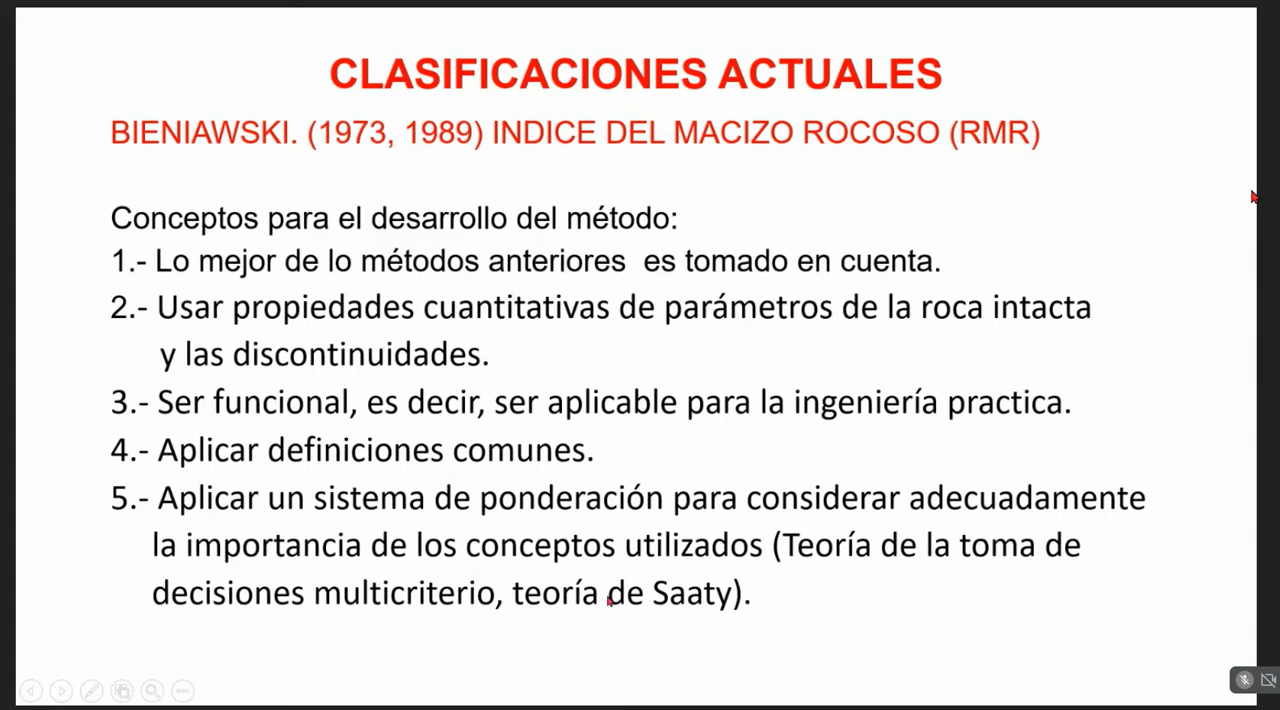 CLASIFICACIONES ACTUALES
BIENIAWSKI. (1973, 1989) INDICE DEL MACIZO ROCOSO (RMR)
Conceptos para el desarrollo del método:
1.- Lo mejor de lo métodos anteriores  es tomado en cuenta.
2.- Usar propiedades cuantitativas de parámetros de la roca intacta
y las discontinuidades.
3.- Ser funcional, es decir, ser aplicable para la ingeniería practica.
4.- Aplicar definiciones comunes.
5.- Aplicar un sistema de ponderación para considerar adecuadamente
la importancia de los conceptos utilizados (Teoría de la toma de
decisiones multicriterio, teoría de Saaty).